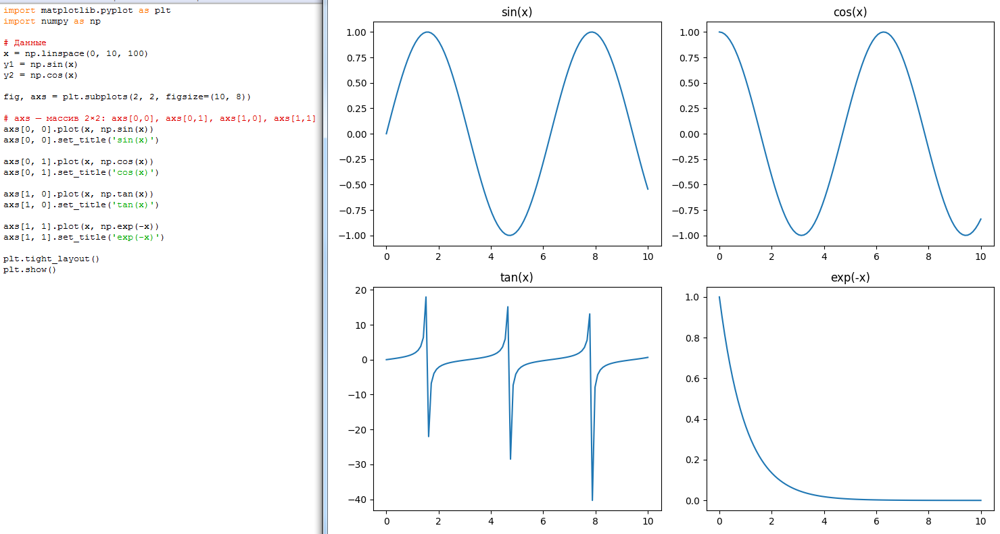 import matplotlib.pyplot as plt
import numpy as np
# Данные
x = np.linspace(0, 10, 100)
y1 = np.sin(x)
y2 = np.cos(x)
fig, axs = plt.subplots(2, 2, figsize=(10, 8))
# axs — массив 2×2: axs[0,0], axs[0,1], axs[1,0], axs[1,1]
axs[0, 0].plot(x, np.sin(x))
axs[0, 0].set_title('sin(x)')
axs[0, 1].plot(x, np.cos(x))
axs[0, 1].set_title('cos(x)')
axs[1, 0].plot(x, np.tan(x))
axs[1, 0].set_title('tan(x)')
axs[1, 1].plot(x, np.exp(-x))
axs[1, 1].set_title('exp(-x)')
plt.tight_layout()
plt.show()
sin(x)
1.00
0.75
0.50
0.25
0.00
−0.25
−0.50
−0.75
−1.00
0 2 4 6 8 10
cos(x)
1.00
0.75
0.50
0.25
0.00
−0.25
−0.50
−0.75
−1.00
0 2 4 6 8 10
tan(x)
20
10
0
−10
−20
−30
−40
0 2 4 6 8 10
exp(-x)
1.0
0.8
0.6
0.4
0.2
0.0
0 2 4 6 8 10